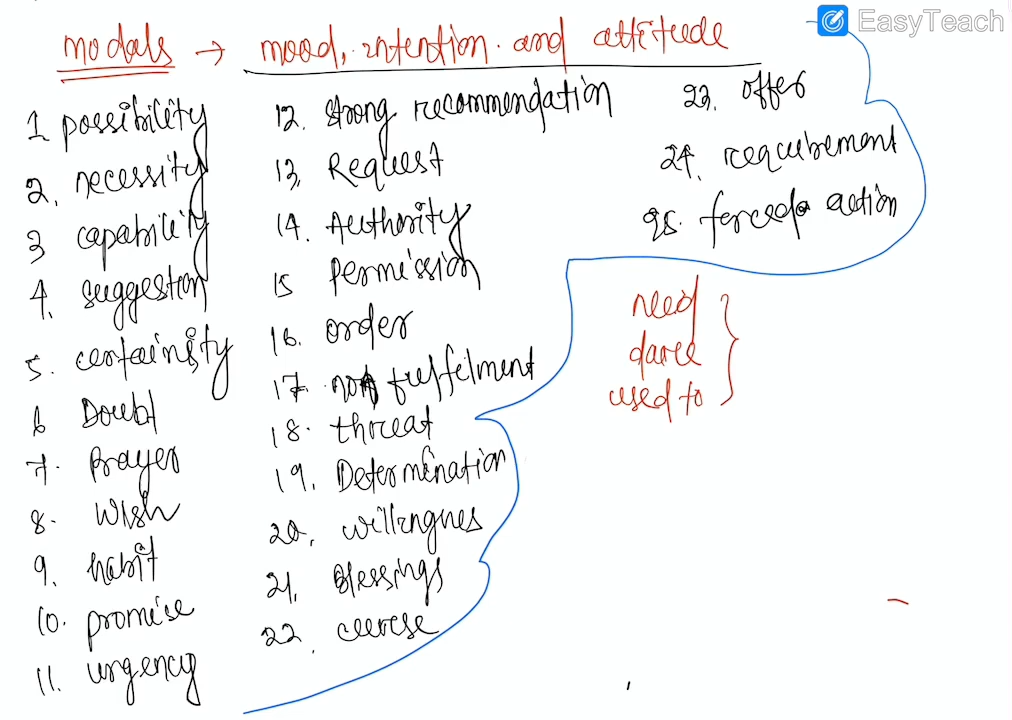 EasyTeach
modals → mood, intention and attitude
1 possibility
2. necessity
3 capability
4. suggestion
5. certainity
6 Doubt
7. Prayer
8. Wish
9. habit
10. promise
11. urgency
12. strong recommendation
13, Request
14. Authority
15 Permission
16. order
17. not fulfilment
18. threat
19. Determination
20, willingnes
21, Blessings
22. curse
23. offer
24. requirement
25. forced action
need
dare
used to